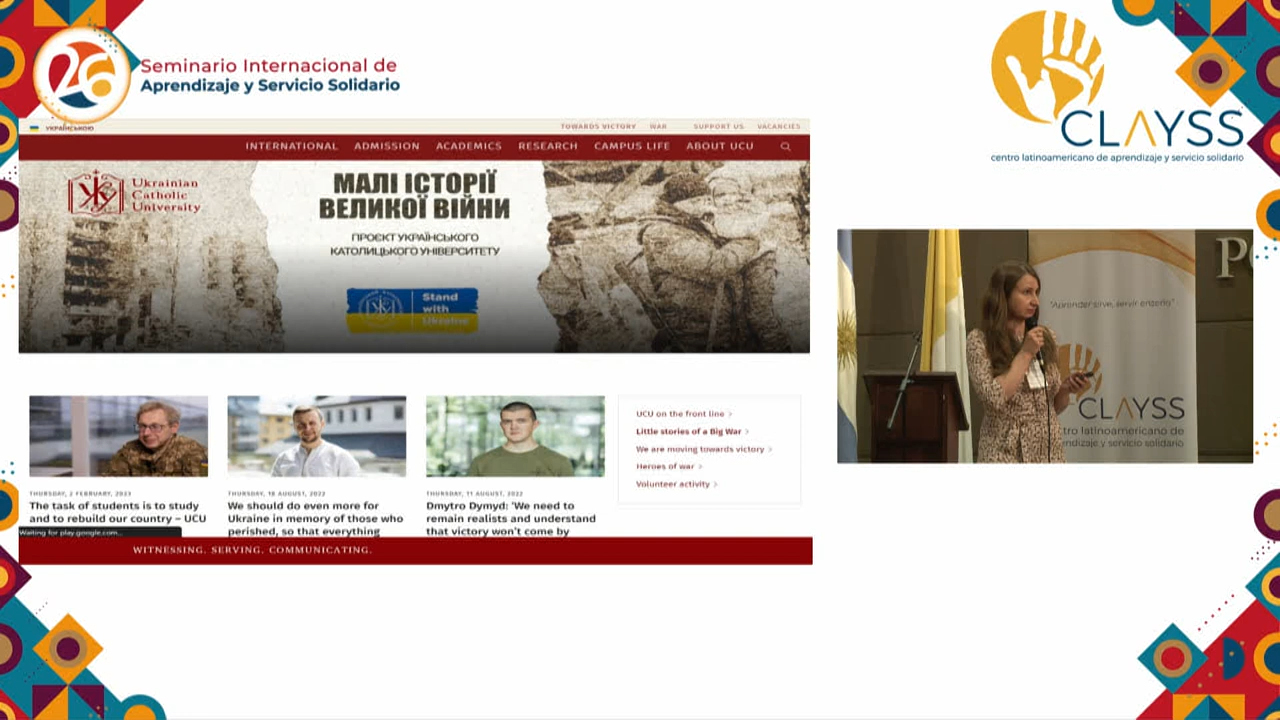 26
Seminario Internacional de
Aprendizaje y Servicio Solidario
CLAYSS
centro latinoamericano de aprendizaje y servicio solidario
УКРАЇНСЬКОЮ
TOWARDS VICTORY WAR SUPPORT US VACANCIES
INTERNATIONAL ADMISSION ACADEMICS RESEARCH CAMPUS LIFE ABOUT UCU
Ukrainian
Catholic
University
МАЛІ ІСТОРІЇ
ВЕЛИКОЇ ВІЙНИ
ПРОЄКТ УКРАЇНСЬКОГО
КАТОЛИЦЬКОГО УНІВЕРСИТЕТУ
Stand
with
Ukraine
THURSDAY, 2 FEBRUARY, 2023
The task of students is to study
and to rebuild our country – UCU
THURSDAY, 18 AUGUST, 2022
We should do even more for
Ukraine in memory of those who
perished, so that everything
THURSDAY, 11 AUGUST, 2022
Dmytro Dymyd: ‘We need to
remain realists and understand
that victory won’t come by
UCU on the front line >
Little stories of a Big War >
We are moving towards victory >
Heroes of war >
Volunteer activity >
Waiting for play.google.com...
WITNESSING. SERVING. COMMUNICATING.
P
"Aprender sirve, servir enseña"
CLAYSS
tro latinoamericano de
ndizaje y servicio solidario